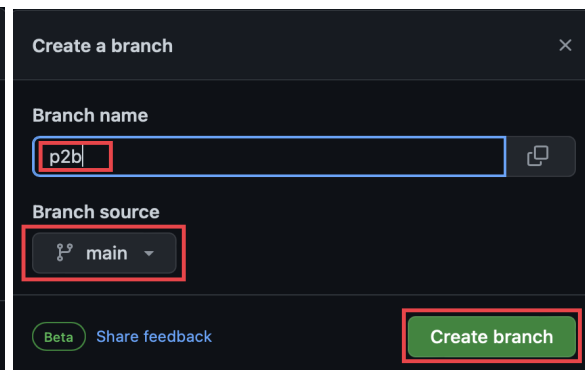 Create a branch
Branch name
p2b
Branch source
main
Beta Share feedback
Create branch